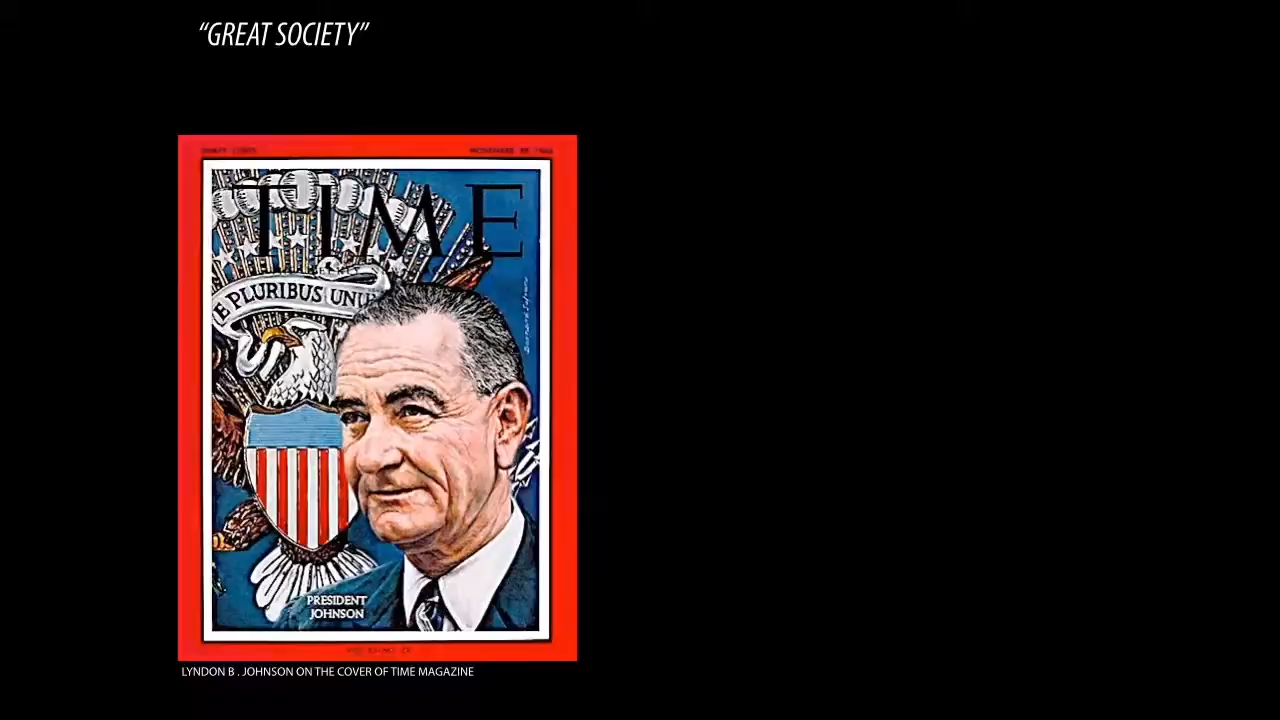 “GREAT SOCIETY”
TIME
E PLURIBUS UNU
PRESIDENT
JOHNSON
LYNDON B . JOHNSON ON THE COVER OF TIME MAGAZINE